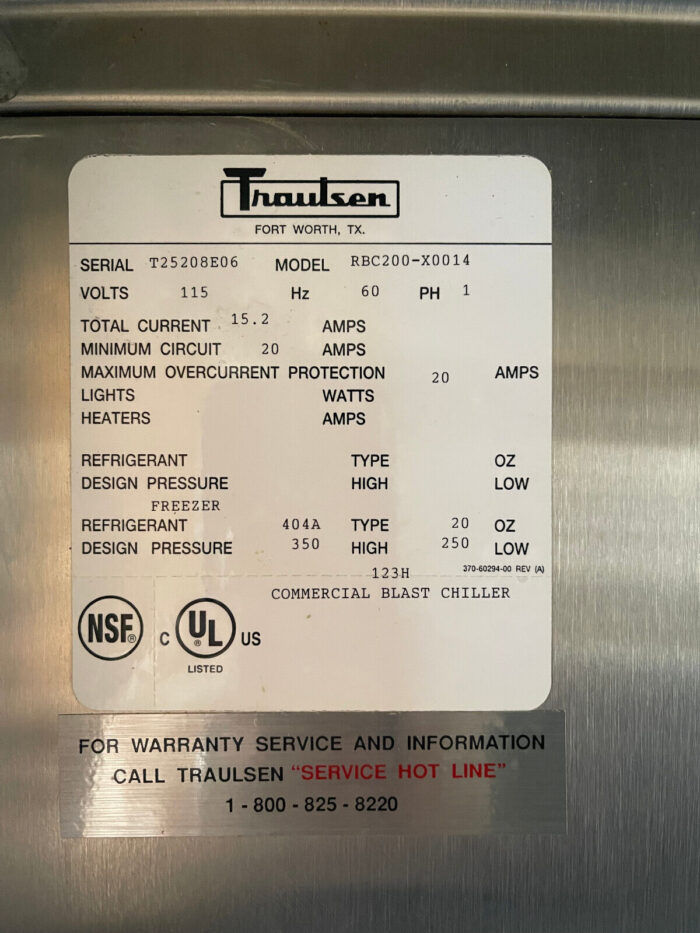 Traulsen
FORT WORTH, TX.
SERIAL T25208E06 MODEL RBC200-X0014
VOLTS 115 Hz 60 PH 1
TOTAL CURRENT 15.2 AMPS
MINIMUM CIRCUIT 20 AMPS
MAXIMUM OVERCURRENT PROTECTION 20 AMPS
LIGHTS WATTS
HEATERS AMPS
REFRIGERANT TYPE OZ
DESIGN PRESSURE HIGH LOW
FREEZER
REFRIGERANT 404A TYPE 20 OZ
DESIGN PRESSURE 350 HIGH 250 LOW
123H 370-60294-00 REV (A)
COMMERCIAL BLAST CHILLER
NSF® C UL® US
LISTED
FOR WARRANTY SERVICE AND INFORMATION
CALL TRAULSEN "SERVICE HOT LINE"
1 - 800 - 825 - 8220